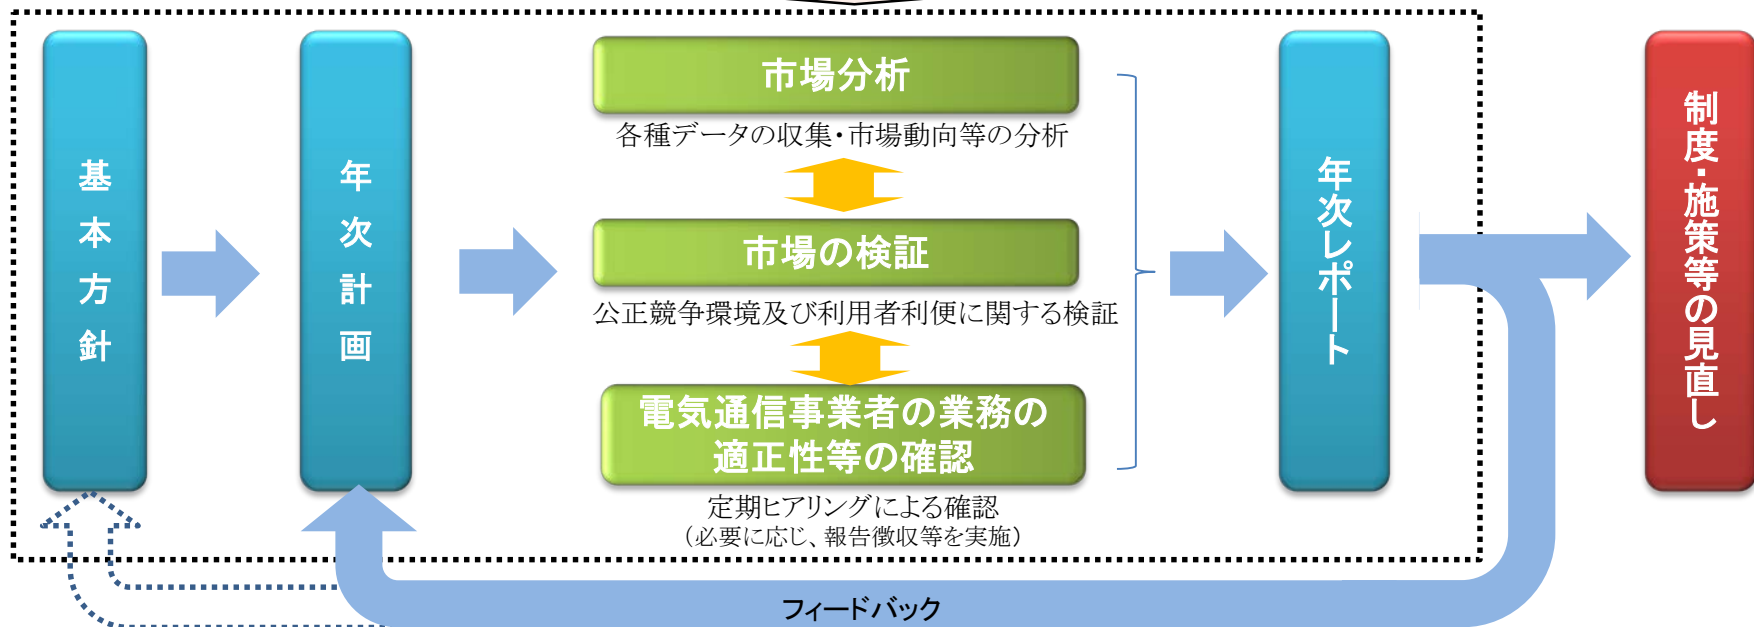 基本方針
年次計画
市場分析
各種データの収集・市場動向等の分析
市場の検証
公正競争環境及び利用者利便に関する検証
電気通信事業者の業務の
適正性等の確認
定期ヒアリングによる確認
（必要に応じ、報告徴収等を実施）
年次レポート
制度・施策等の見直し
フィードバック